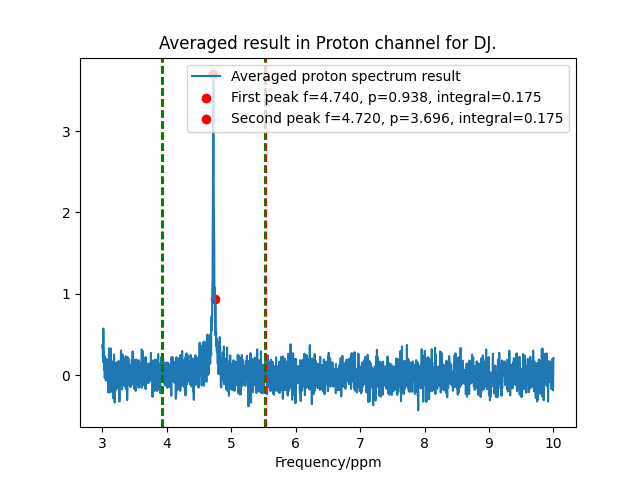 Averaged result in Proton channel for DJ.
Averaged proton spectrum result
First peak f=4.740, p=0.938, integral=0.175
Second peak f=4.720, p=3.696, integral=0.175
3
2
1
0
3 4 5 6 7 8 9 10
Frequency/ppm